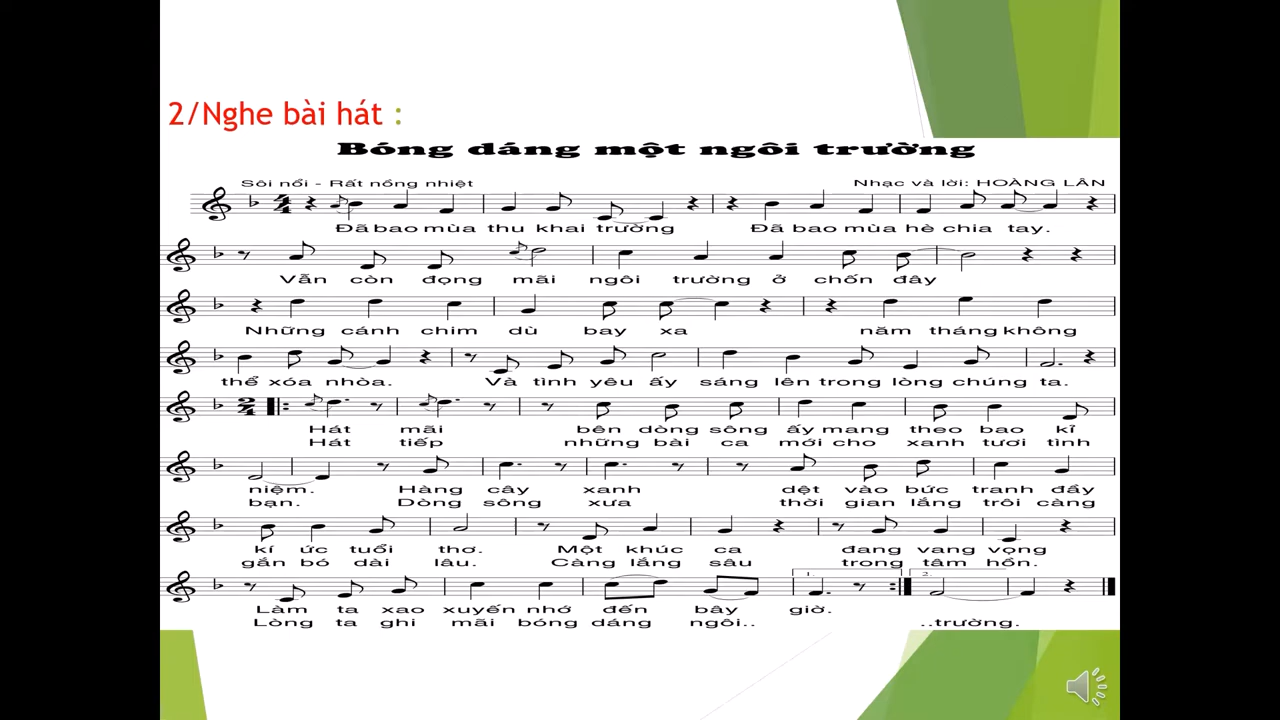 2/Nghe bài hát :
Bóng dáng một ngôi trường
Sôi nổi - Rất nồng nhiệt Nhạc và lời: HOÀNG LÂN
Đã bao mùa thu khai trường Đã bao mùa hè chia tay.
Vẫn còn đọng mãi ngôi trường ở chốn đây
Những cánh chim dù bay xa năm tháng không
thể xóa nhòa. Và tình yêu ấy sáng lên trong lòng chúng ta.
Hát mãi bên dòng sông ấy mang theo bao kỉ
Hát tiếp những bài ca mới cho xanh tươi tình
niệm. Hàng cây xanh dệt vào bức tranh đầy
bạn. Dòng sông xưa thời gian lắng trôi càng
kí ức tuổi thơ. Một khúc ca đang vang vọng
gắn bó dài lâu. Càng lắng sâu trong tâm hồn.
1. 2.
Làm ta xao xuyến nhớ đến bây giờ.
Lòng ta ghi mãi bóng dáng ngôi.. ..trường.